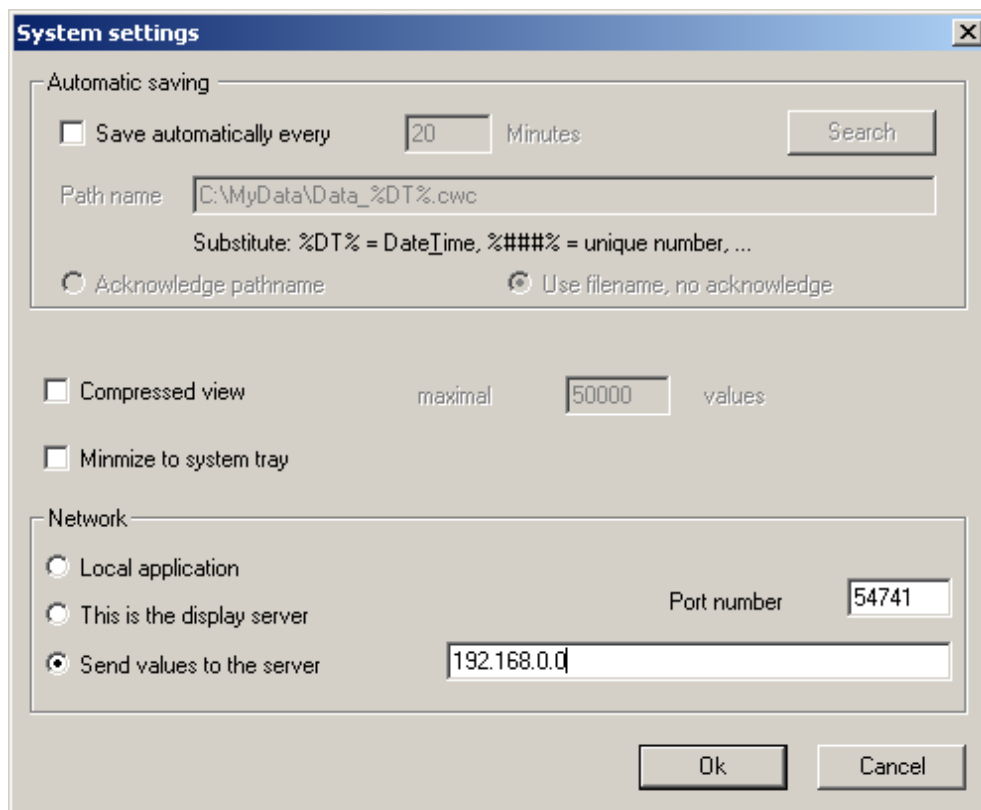 System settings
Automatic saving
Save automatically every 20 Minutes Search
Path name C:\MyData\Data_%DT%.cwc
Substitute: %DT% = DateTime, %###% = unique number, ...
Acknowledge pathname Use filename, no acknowledge
Compressed view maximal 50000 values
Minmize to system tray
Network
Local application
This is the display server Port number 54741
Send values to the server 192.168.0.0
Ok Cancel